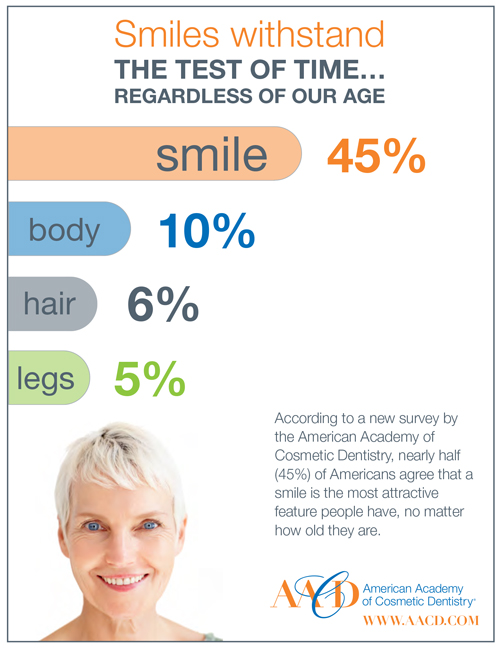 Smiles withstand
THE TEST OF TIME...
REGARDLESS OF OUR AGE
smile 45%
body 10%
hair 6%
legs 5%
According to a new survey by
the American Academy of
Cosmetic Dentistry, nearly half
(45%) of Americans agree that a
smile is the most attractive
feature people have, no matter
how old they are.
AACD American Academy
of Cosmetic Dentistry®
WWW.AACD.COM